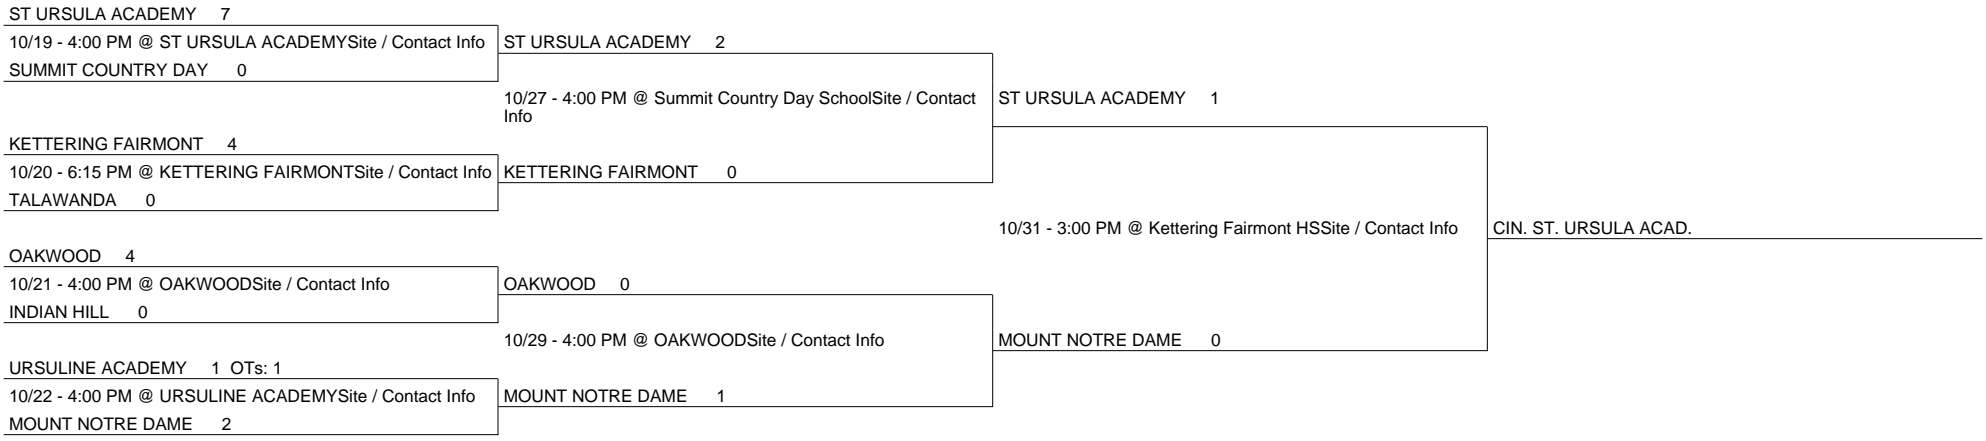 ST URSULA ACADEMY 7
10/19 - 4:00 PM @ ST URSULA ACADEMYSite / Contact Info
SUMMIT COUNTRY DAY 0
KETTERING FAIRMONT 4
10/20 - 6:15 PM @ KETTERING FAIRMONTSite / Contact Info
TALAWANDA 0
OAKWOOD 4
10/21 - 4:00 PM @ OAKWOODSite / Contact Info
INDIAN HILL 0
URSULINE ACADEMY 1 OTs: 1
10/22 - 4:00 PM @ URSULINE ACADEMYSite / Contact Info
MOUNT NOTRE DAME 2
ST URSULA ACADEMY 2
10/27 - 4:00 PM @ Summit Country Day SchoolSite / Contact
Info
KETTERING FAIRMONT 0
OAKWOOD 0
10/29 - 4:00 PM @ OAKWOODSite / Contact Info
MOUNT NOTRE DAME 1
ST URSULA ACADEMY 1
10/31 - 3:00 PM @ Kettering Fairmont HSSite / Contact Info
MOUNT NOTRE DAME 0
CIN. ST. URSULA ACAD.